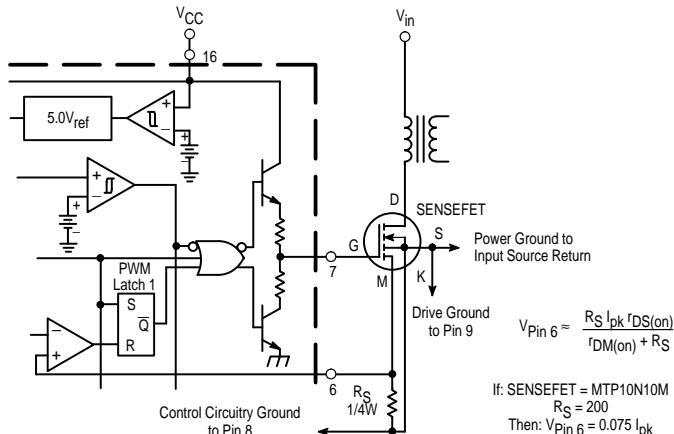 VCC
Vin
16
5.0Vref
+
–
+
–
+
–
+
–
D
SENSEFET
S
G
Power Ground to
Input Source Return
7
M
K
PWM
Latch 1
S
Q
R
–
+
Drive Ground
to Pin 9
VPin 6 ≈ RS Ipk rDS(on)
rDM(on) + RS
6
RS
1/4W
Control Circuitry Ground
to Pin 8
If: SENSEFET = MTP10N10M
RS = 200
Then: VPin 6 = 0.075 Ipk